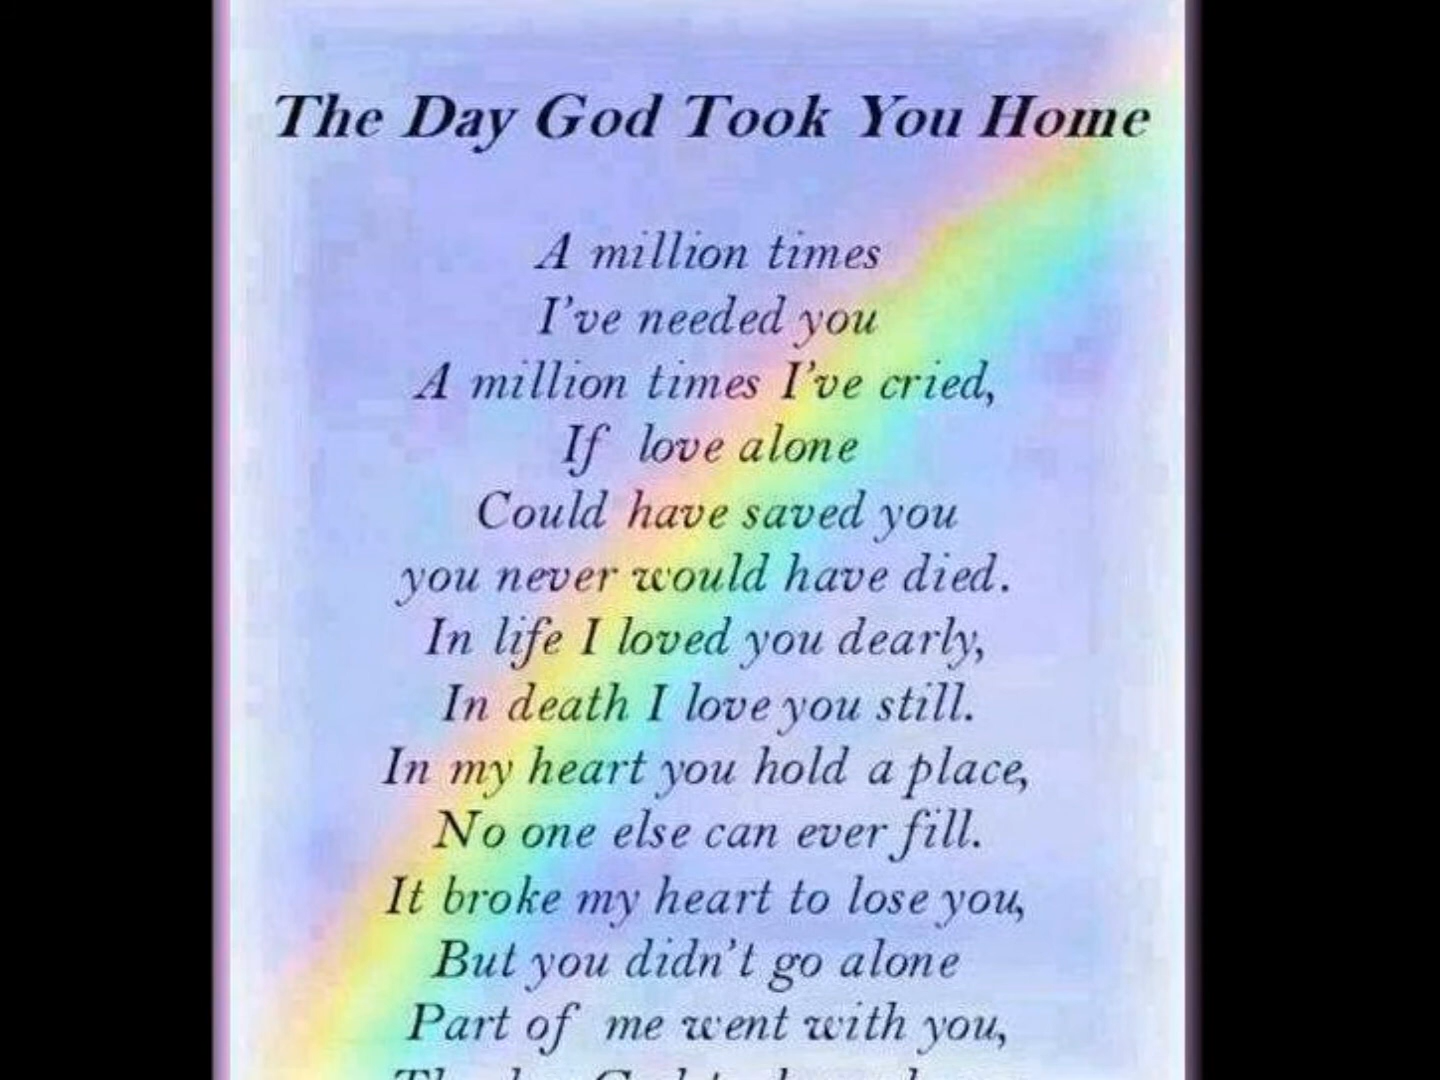 The Day God Took You Home
A million times
I've needed you
A million times I've cried,
If love alone
Could have saved you
you never would have died.
In life I loved you dearly,
In death I love you still.
In my heart you hold a place,
No one else can ever fill.
It broke my heart to lose you,
But you didn't go alone
Part of me went with you,